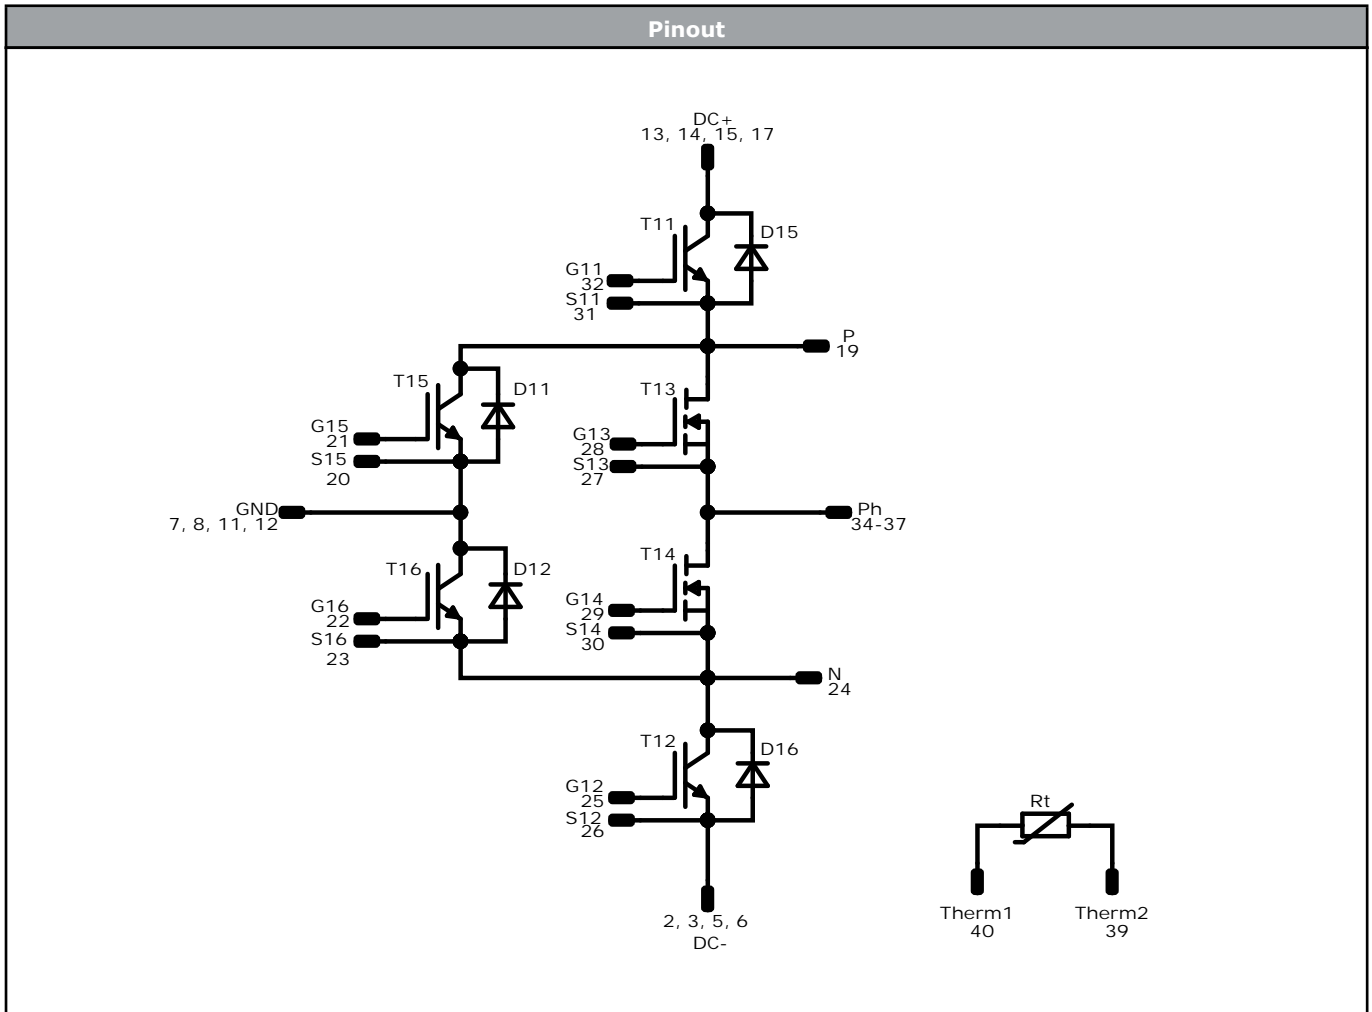 Pinout
DC+
13, 14, 15, 17
T11
D15
G11
32
S11
31
P
19
T15
D11
T13
G15
21
S15
20
G13
28
S13
27
GND
7, 8, 11, 12
Ph
34-37
T16
D12
T14
G16
22
S16
23
G14
29
S14
30
N
24
T12
D16
G12
25
S12
26
Rt
2, 3, 5, 6
DC-
Therm1
40
Therm2
39